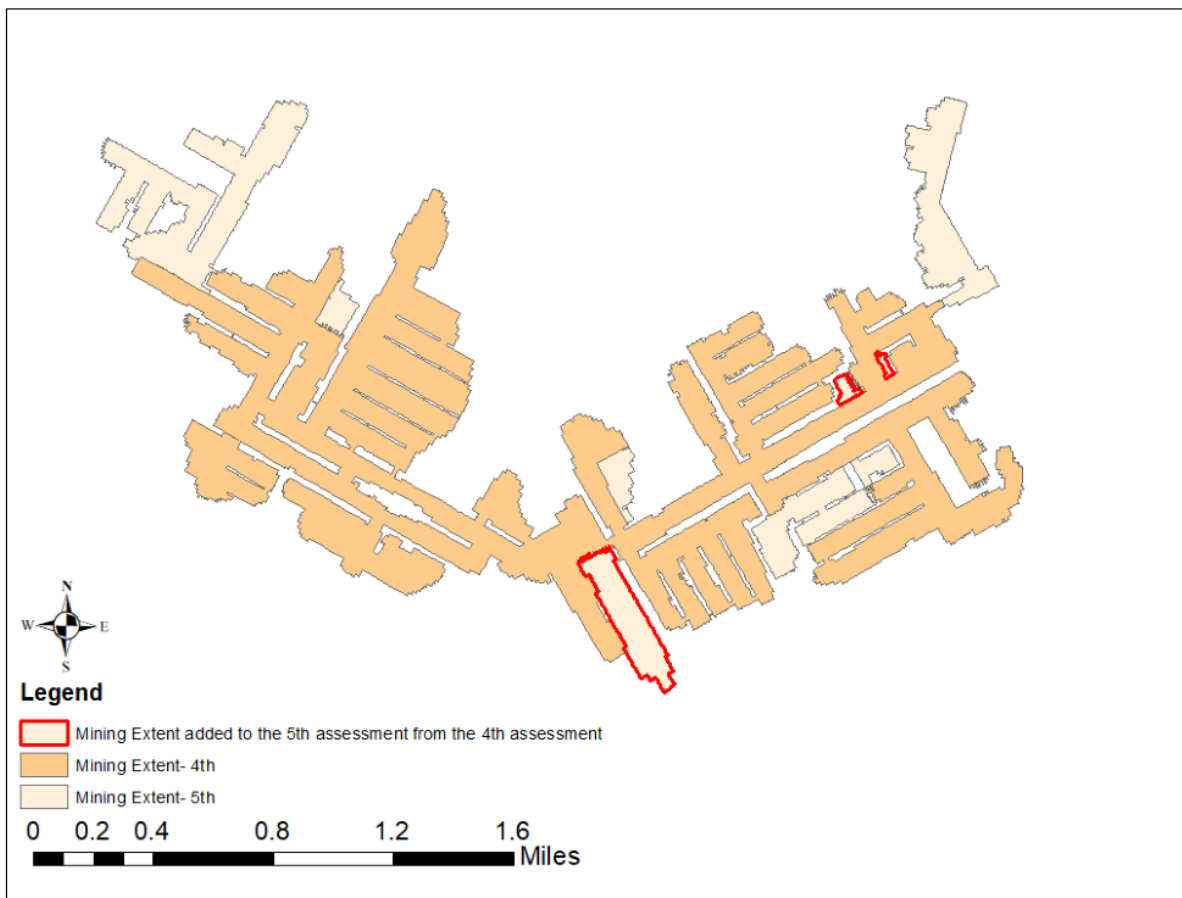 N
W E
S
Legend
Mining Extent added to the 5th assessment from the 4th assessment
Mining Extent- 4th
Mining Extent- 5th
0 0.2 0.4 0.8 1.2 1.6
Miles